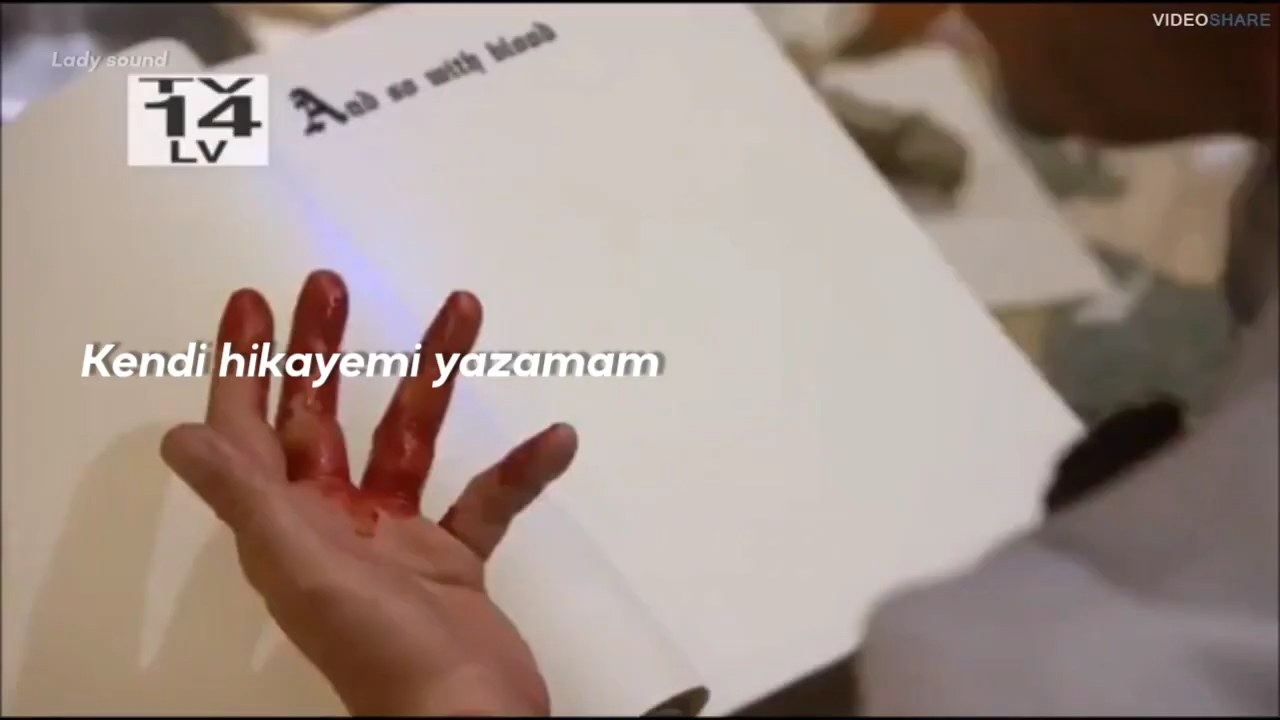 VIDEOSHARE
Lady sound
TV
14
LV
And so with blood
Kendi hikayemi yazamam